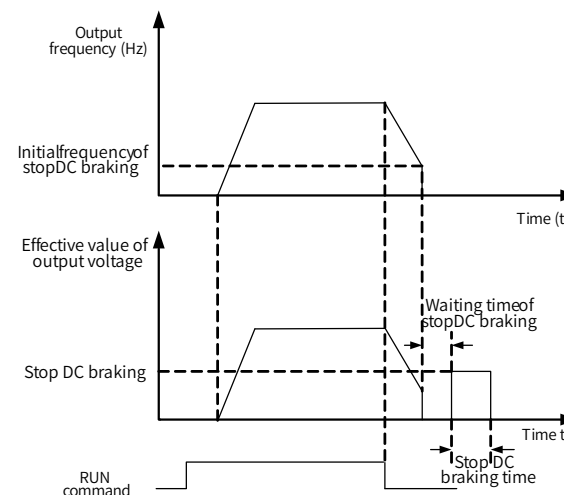 Output
frequency (Hz)
Initialfrequencyof
stopDC braking
Time (t
Effective value of
output voltage
Waiting timeof
stopDC braking
Stop DC braking
Time t
Stop DC
braking time
RUN
command